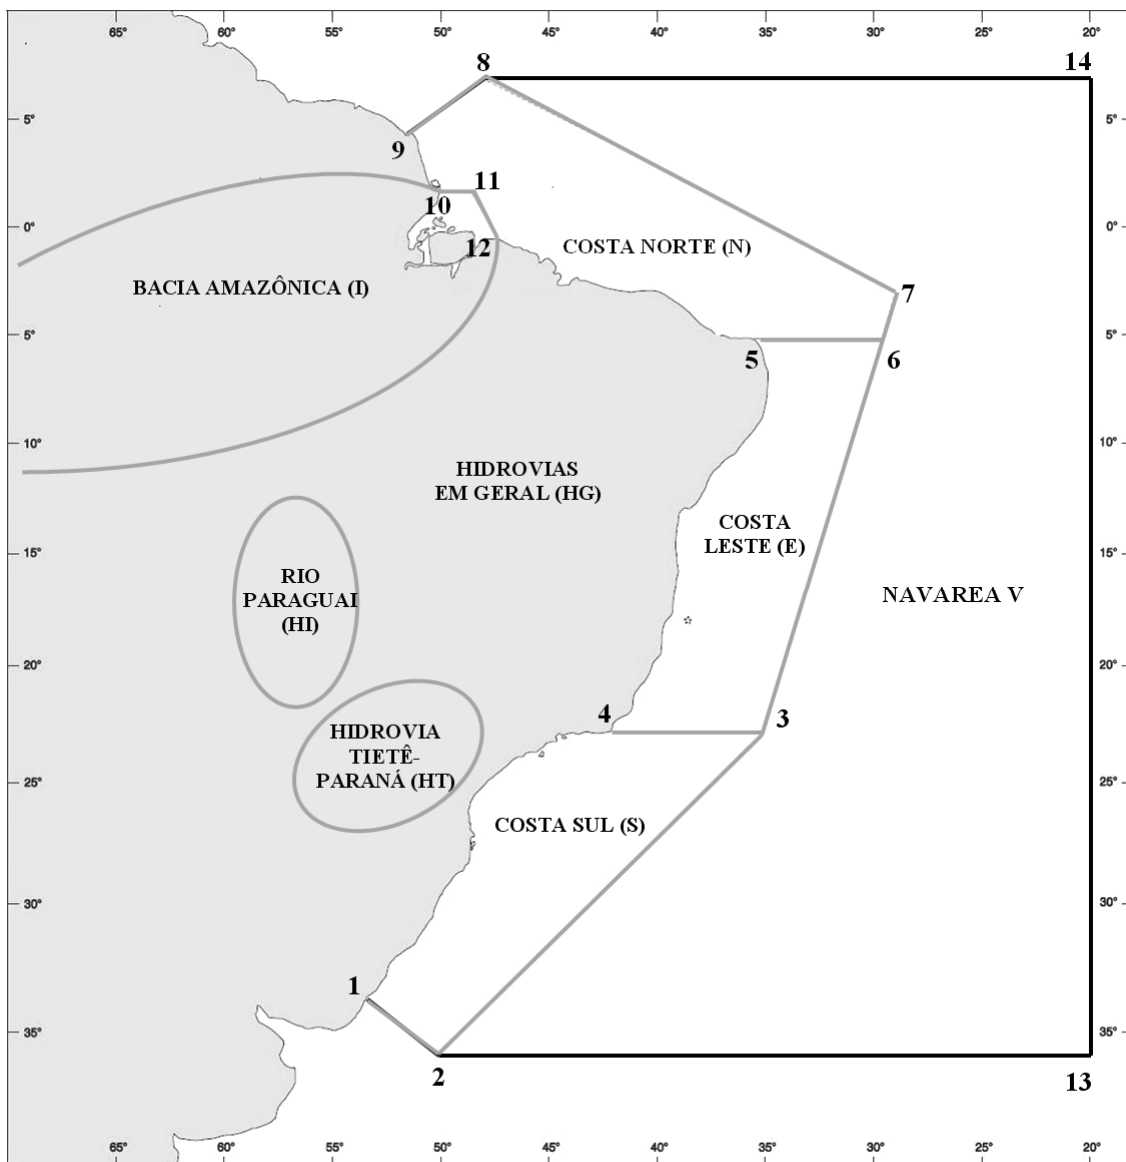 65° 60° 55° 50° 45° 40° 35° 30° 25° 20°
8 14
5° 5°
9
11
10
0° 0°
12
COSTA NORTE (N)
BACIA AMAZÔNICA (I)
7
5° 5°
5 6
10° 10°
HIDROVIAS
EM GERAL (HG)
COSTA
LESTE (E)
15° 15°
RIO
PARAGUAI
(HI)
NAVAREA V
20° 20°
4 3
HIDROVIA
TIETÊ-
PARANÁ (HT)
25° 25°
COSTA SUL (S)
30° 30°
1
35° 35°
2 13
65° 60° 55° 50° 45° 40° 35° 30° 25° 20°